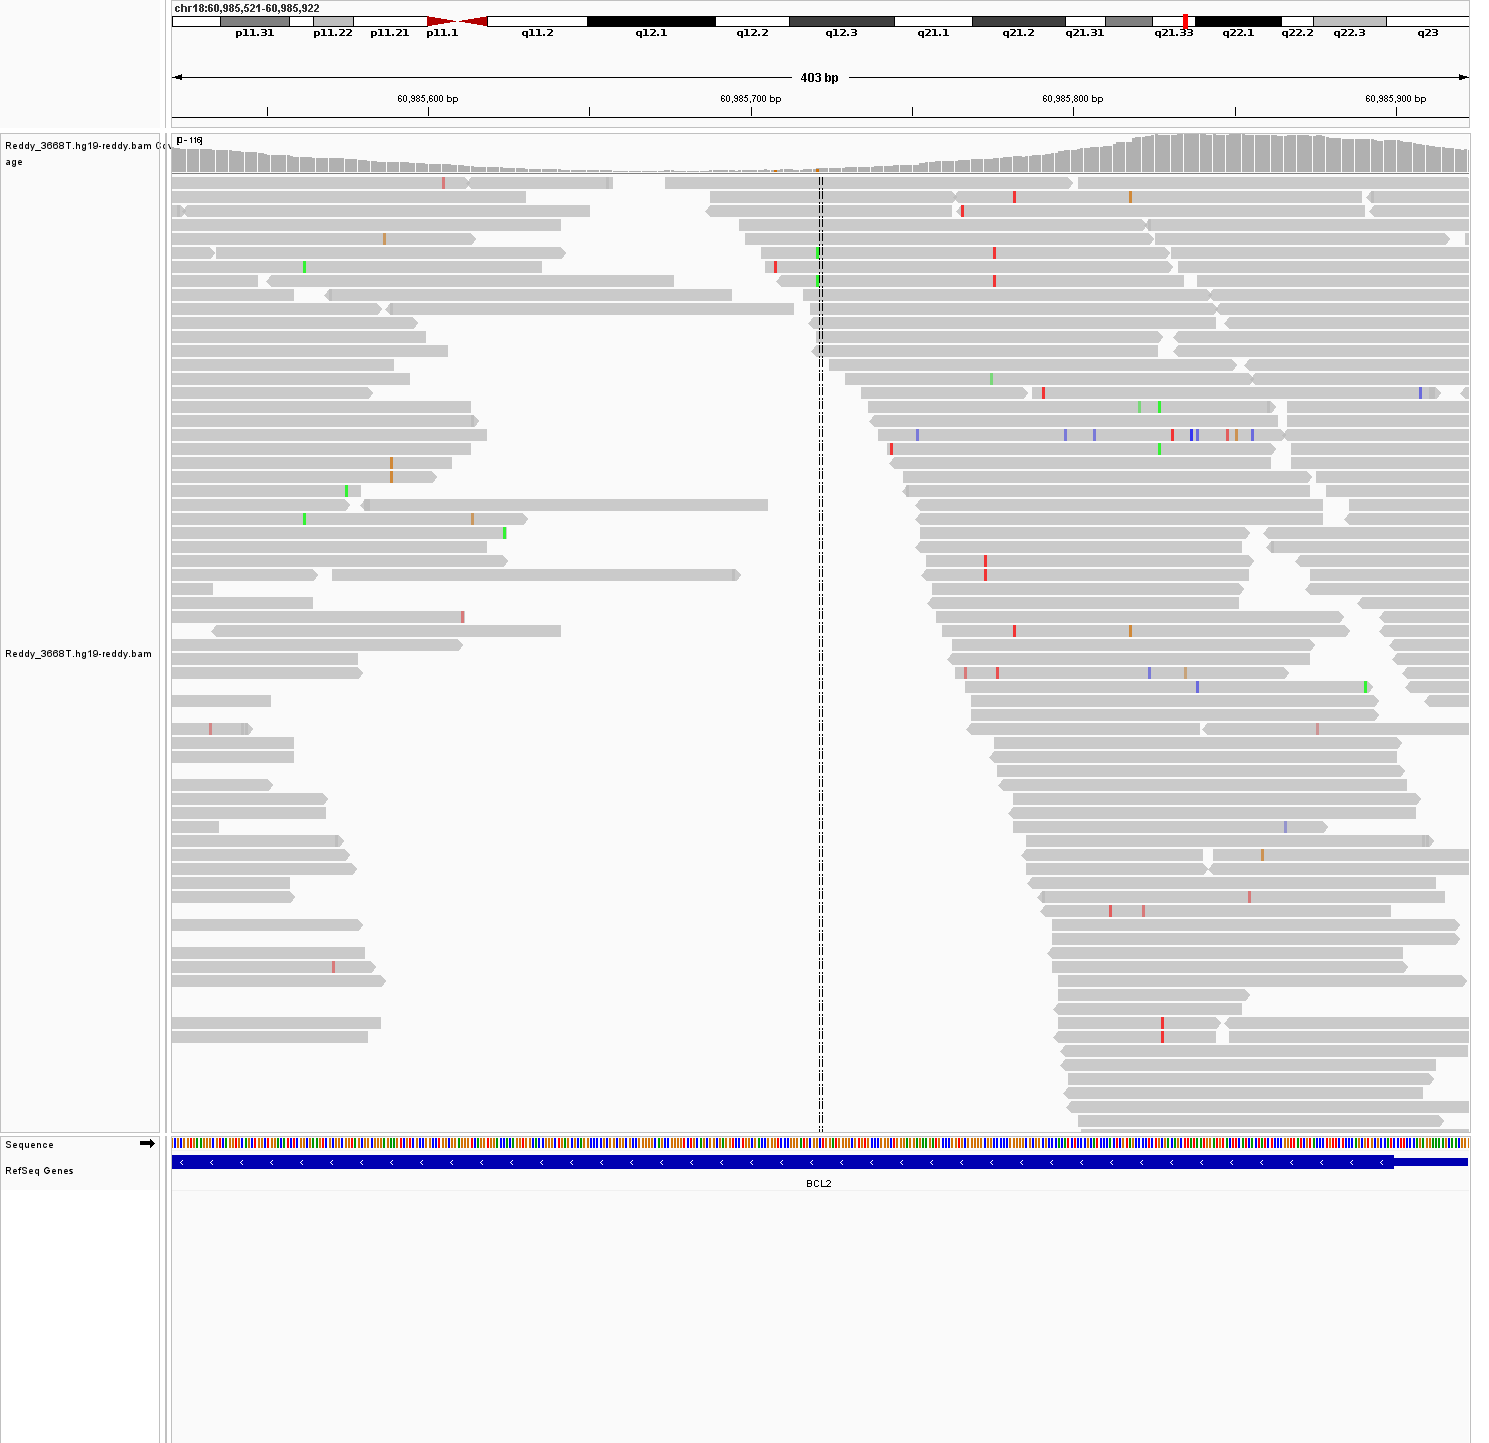 chr18:60,985,521-60,985,922
p11.31 p11.22 p11.21 p11.1 q11.2 q12.1 q12.2 q12.3 q21.1 q21.2 q21.31 q21.33 q22.1 q22.2 q22.3 q23
403 bp
60,985,600 bp 60,985,700 bp 60,985,800 bp 60,985,900 bp
[0 - 116]
Reddy_3668T.hg19-reddy.bam Cov
age
Reddy_3668T.hg19-reddy.bam
Sequence
RefSeq Genes
BCL2